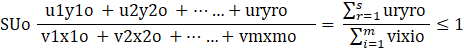 SUo u1y1o + u2y2o + ⋯ … + uryro / v1x1o + v2x2o + ⋯ … + vmxmo = ∑_{r=1}^{s} uryro / ∑_{i=1}^{m} vixio ≤ 1